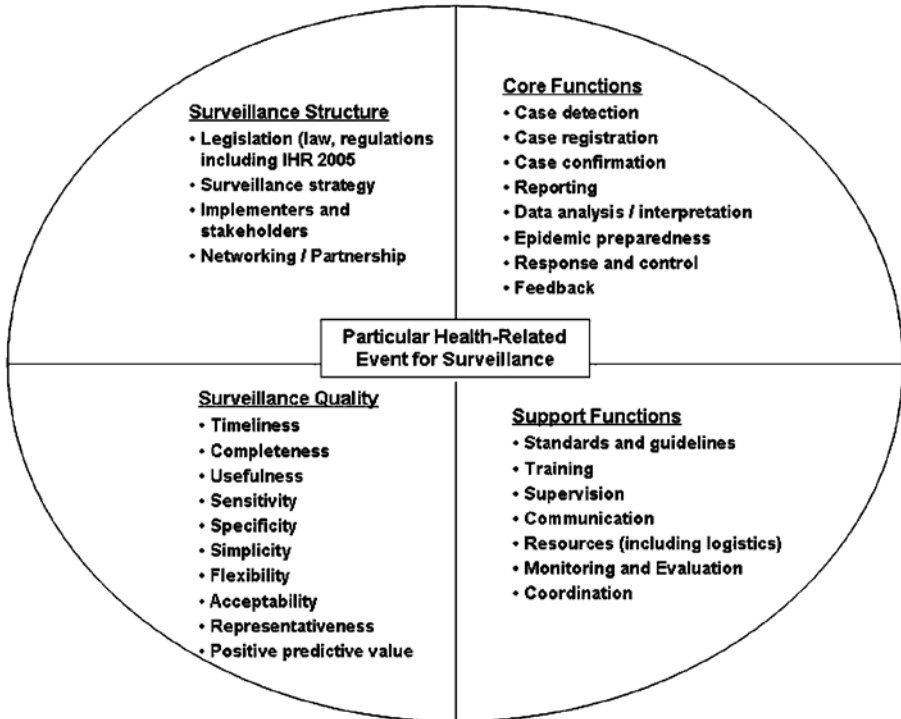 Surveillance Structure
• Legislation (law, regulations
including IHR 2005
• Surveillance strategy
• Implementers and
stakeholders
• Networking / Partnership
Core Functions
• Case detection
• Case registration
• Case confirmation
• Reporting
• Data analysis / interpretation
• Epidemic preparedness
• Response and control
• Feedback
Particular Health-Related
Event for Surveillance
Surveillance Quality
• Timeliness
• Completeness
• Usefulness
• Sensitivity
• Specificity
• Simplicity
• Flexibility
• Acceptability
• Representativeness
• Positive predictive value
Support Functions
• Standards and guidelines
• Training
• Supervision
• Communication
• Resources (including logistics)
• Monitoring and Evaluation
• Coordination